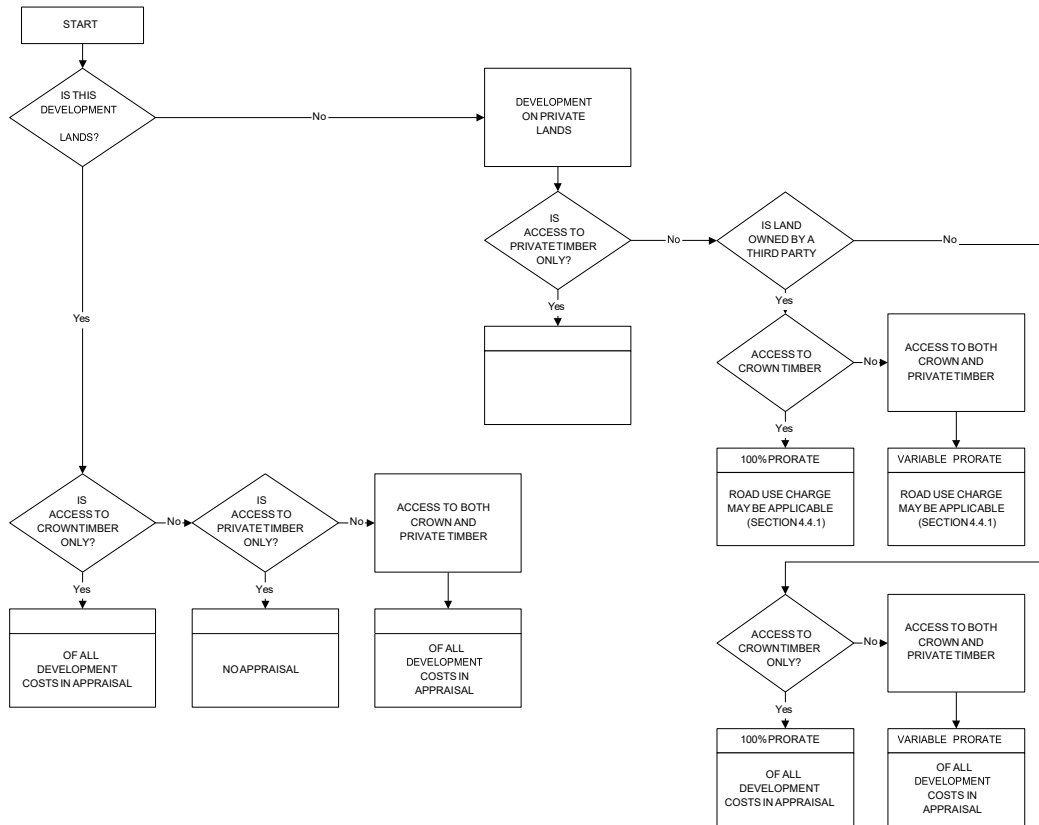 START
IS THIS
DEVELOPMENT
LANDS?
No
DEVELOPMENT
ON PRIVATE
LANDS
IS
ACCESS TO
PRIVATE TIMBER
ONLY?
No
IS LAND
OWNED BY A
THIRD PARTY
No
Yes
Yes
Yes
ACCESS TO
CROWN TIMBER
No
ACCESS TO BOTH
CROWN AND
PRIVATE TIMBER
Yes
100% PRORATE
ROAD USE CHARGE
MAY BE APPLICABLE
(SECTION 4.4.1)
VARIABLE PRORATE
ROAD USE CHARGE
MAY BE APPLICABLE
(SECTION 4.4.1)
IS
ACCESS TO
CROWN TIMBER
ONLY?
No
IS
ACCESS TO
PRIVATE TIMBER
ONLY?
No
ACCESS TO BOTH
CROWN AND
PRIVATE TIMBER
Yes
Yes
OF ALL
DEVELOPMENT
COSTS IN APPRAISAL
NO APPRAISAL
OF ALL
DEVELOPMENT
COSTS IN
APPRAISAL
ACCESS TO
CROWN TIMBER
ONLY?
No
ACCESS TO BOTH
CROWN AND
PRIVATE TIMBER
Yes
100% PRORATE
OF ALL
DEVELOPMENT
COSTS IN APPRAISAL
VARIABLE PRORATE
OF ALL
DEVELOPMENT
COSTS IN
APPRAISAL